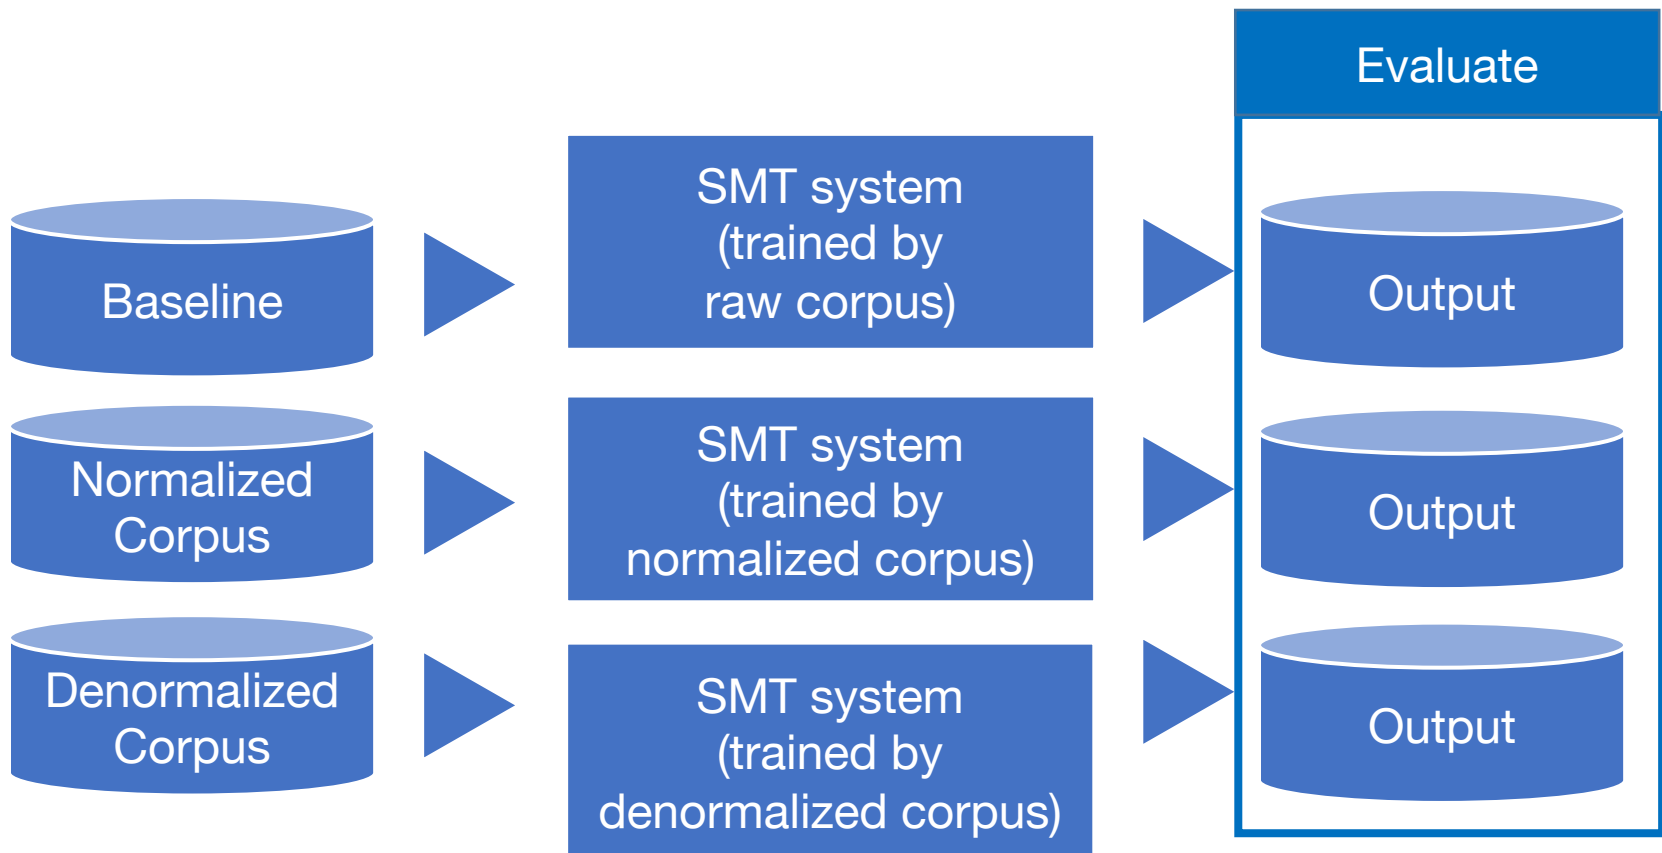 Evaluate
Baseline
SMT system
(trained by
raw corpus)
Output
Normalized
Corpus
SMT system
(trained by
normalized corpus)
Output
Denormalized
Corpus
SMT system
(trained by
denormalized corpus)
Output